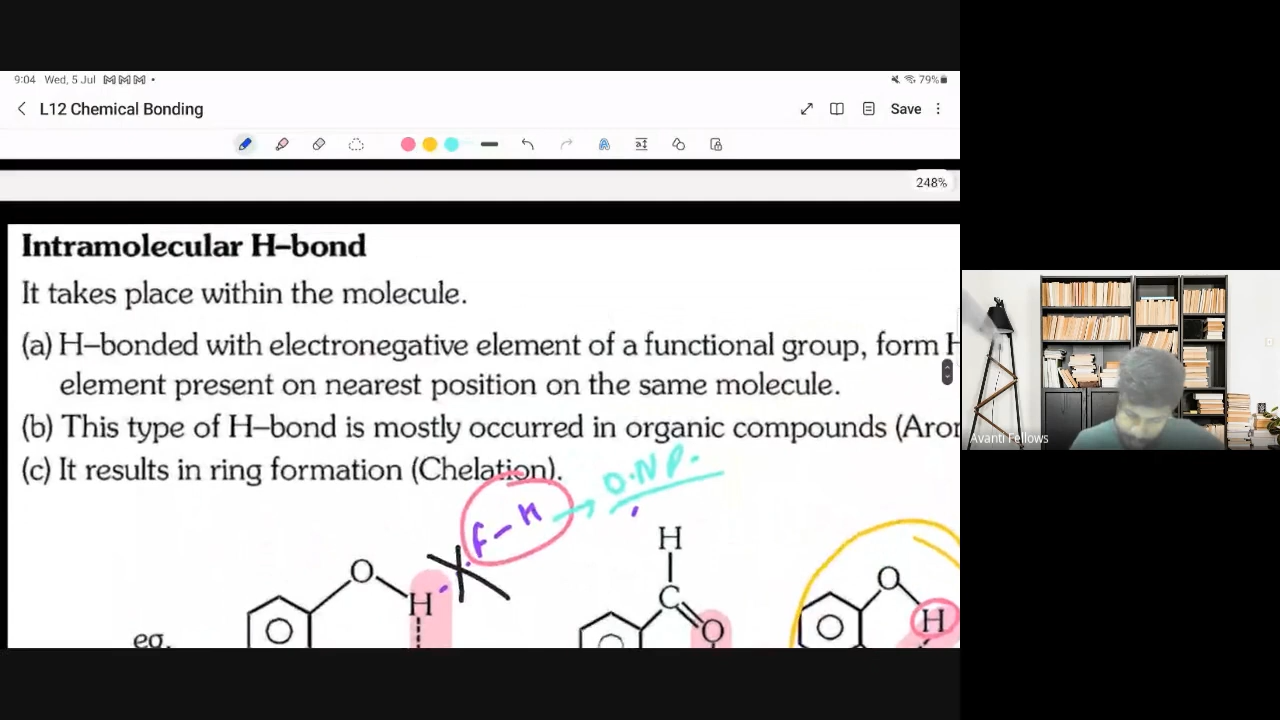 9:04 Wed, 5 Jul
79%
L12 Chemical Bonding
Save
248%
Intramolecular H–bond
It takes place within the molecule.
(a) H–bonded with electronegative element of a functional group, form H
element present on nearest position on the same molecule.
(b) This type of H–bond is mostly occurred in organic compounds (Aror
(c) It results in ring formation (Chelation).
O.NP.
F–H
H
O
O
C
H
O
H
eg.
Avanti Fellows